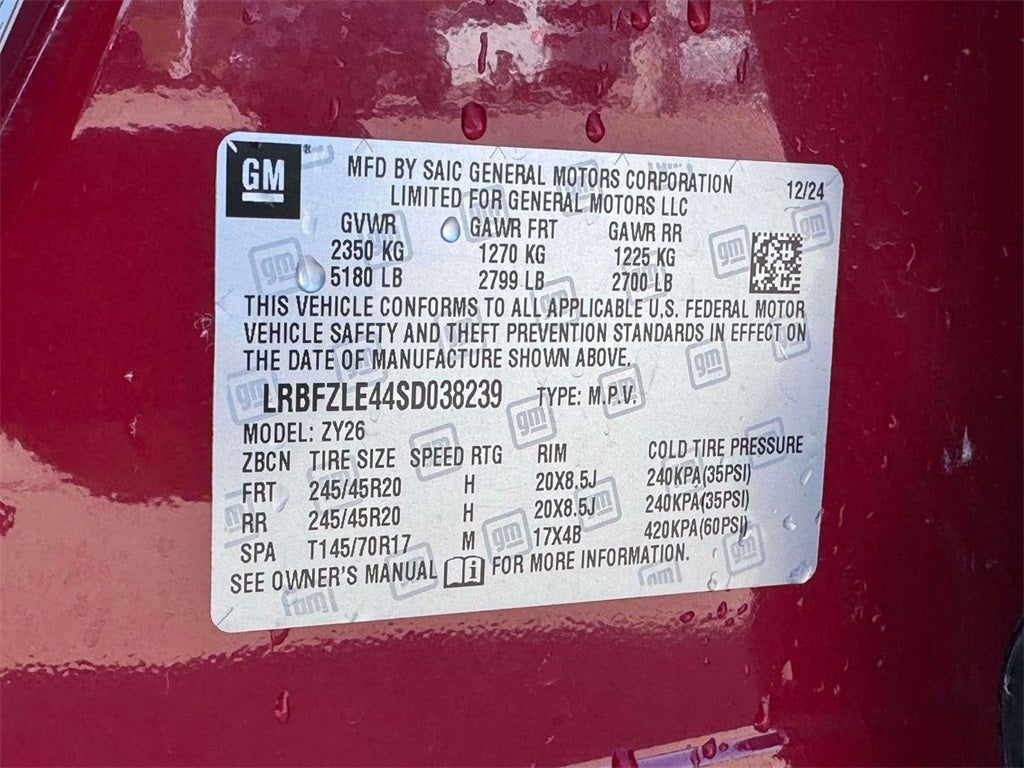 GM
MFD BY SAIC GENERAL MOTORS CORPORATION 12/24
LIMITED FOR GENERAL MOTORS LLC
GVWR GAWR FRT GAWR RR
2350 KG 1270 KG 1225 KG
5180 LB 2799 LB 2700 LB
THIS VEHICLE CONFORMS TO ALL APPLICABLE U.S. FEDERAL MOTOR
VEHICLE SAFETY AND THEFT PREVENTION STANDARDS IN EFFECT ON
THE DATE OF MANUFACTURE SHOWN ABOVE.
LRBFZLE44SD038239 TYPE: M.P.V.
MODEL: ZY26
ZBCN TIRE SIZE SPEED RTG RIM COLD TIRE PRESSURE
FRT 245/45R20 H 20X8.5J 240KPA(35PSI)
RR 245/45R20 H 20X8.5J 240KPA(35PSI)
SPA T145/70R17 M 17X4B 420KPA(60PSI)
SEE OWNER'S MANUAL FOR MORE INFORMATION.